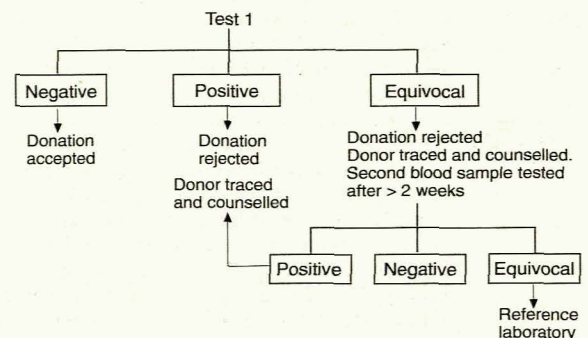 Test 1
Negative
Positive
Equivocal
Donation
accepted
Donation
rejected
Donor traced
and counselled
Donation rejected
Donor traced and counselled.
Second blood sample tested
after > 2 weeks
Positive
Negative
Equivocal
Reference
laboratory